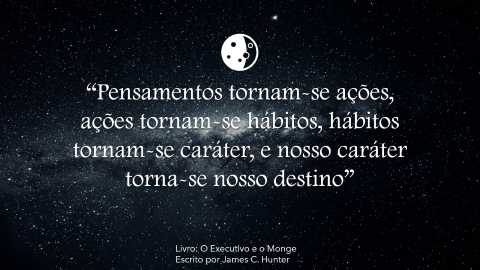 “Pensamentos tornam-se ações,
ações tornam-se hábitos, hábitos
tornam-se caráter, e nosso caráter
torna-se nosso destino”
Livro: O Executivo e o Monge
Escrito por James C. Hunter